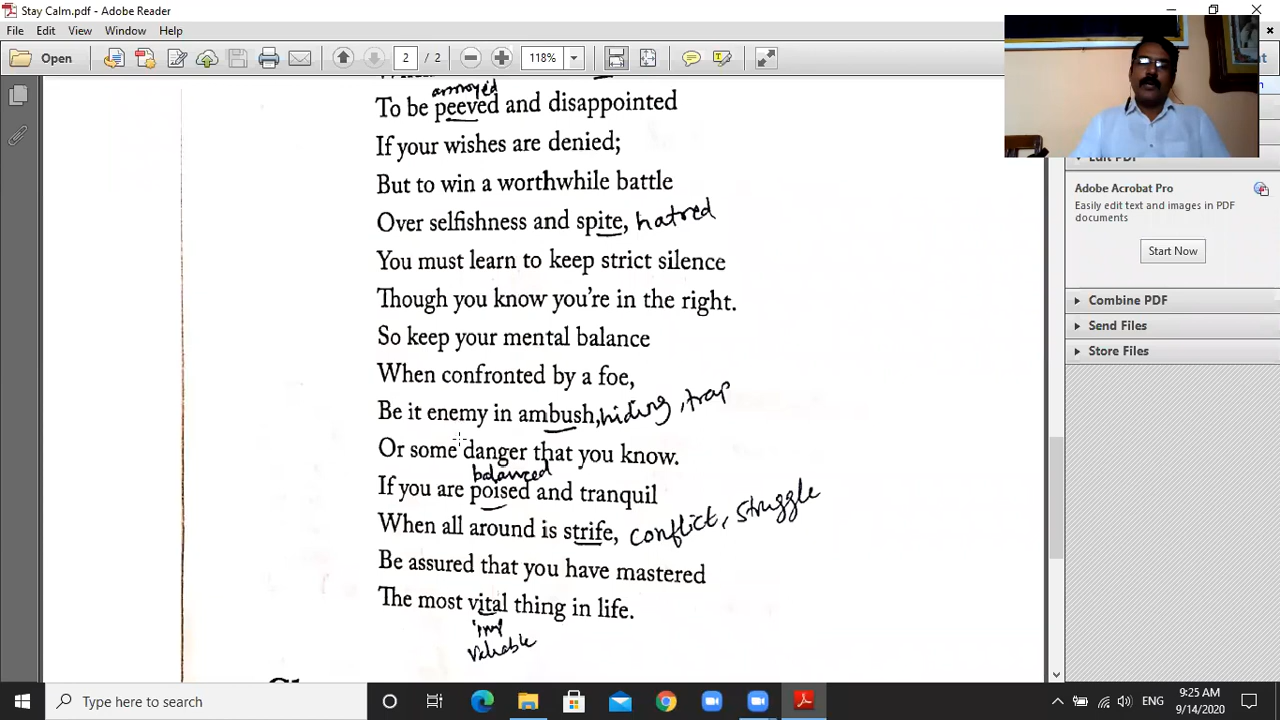 Stay Calm.pdf - Adobe Reader
File Edit View Window Help
Open 2 / 2 118%
annoyed
To be peeved and disappointed
If your wishes are denied;
But to win a worthwhile battle
Over selfishness and spite, hatred
You must learn to keep strict silence
Though you know you're in the right.
So keep your mental balance
When confronted by a foe,
Be it enemy in ambush, hiding, trap
Or some danger that you know.
balanced
If you are poised and tranquil
When all around is strife, conflict, struggle
Be assured that you have mastered
The most vital thing in life.
imp
valuable
Edit PDF
Adobe Acrobat Pro
Easily edit text and images in PDF
documents
Start Now
Combine PDF
Send Files
Store Files
Type here to search
ENG
9:25 AM
9/14/2020